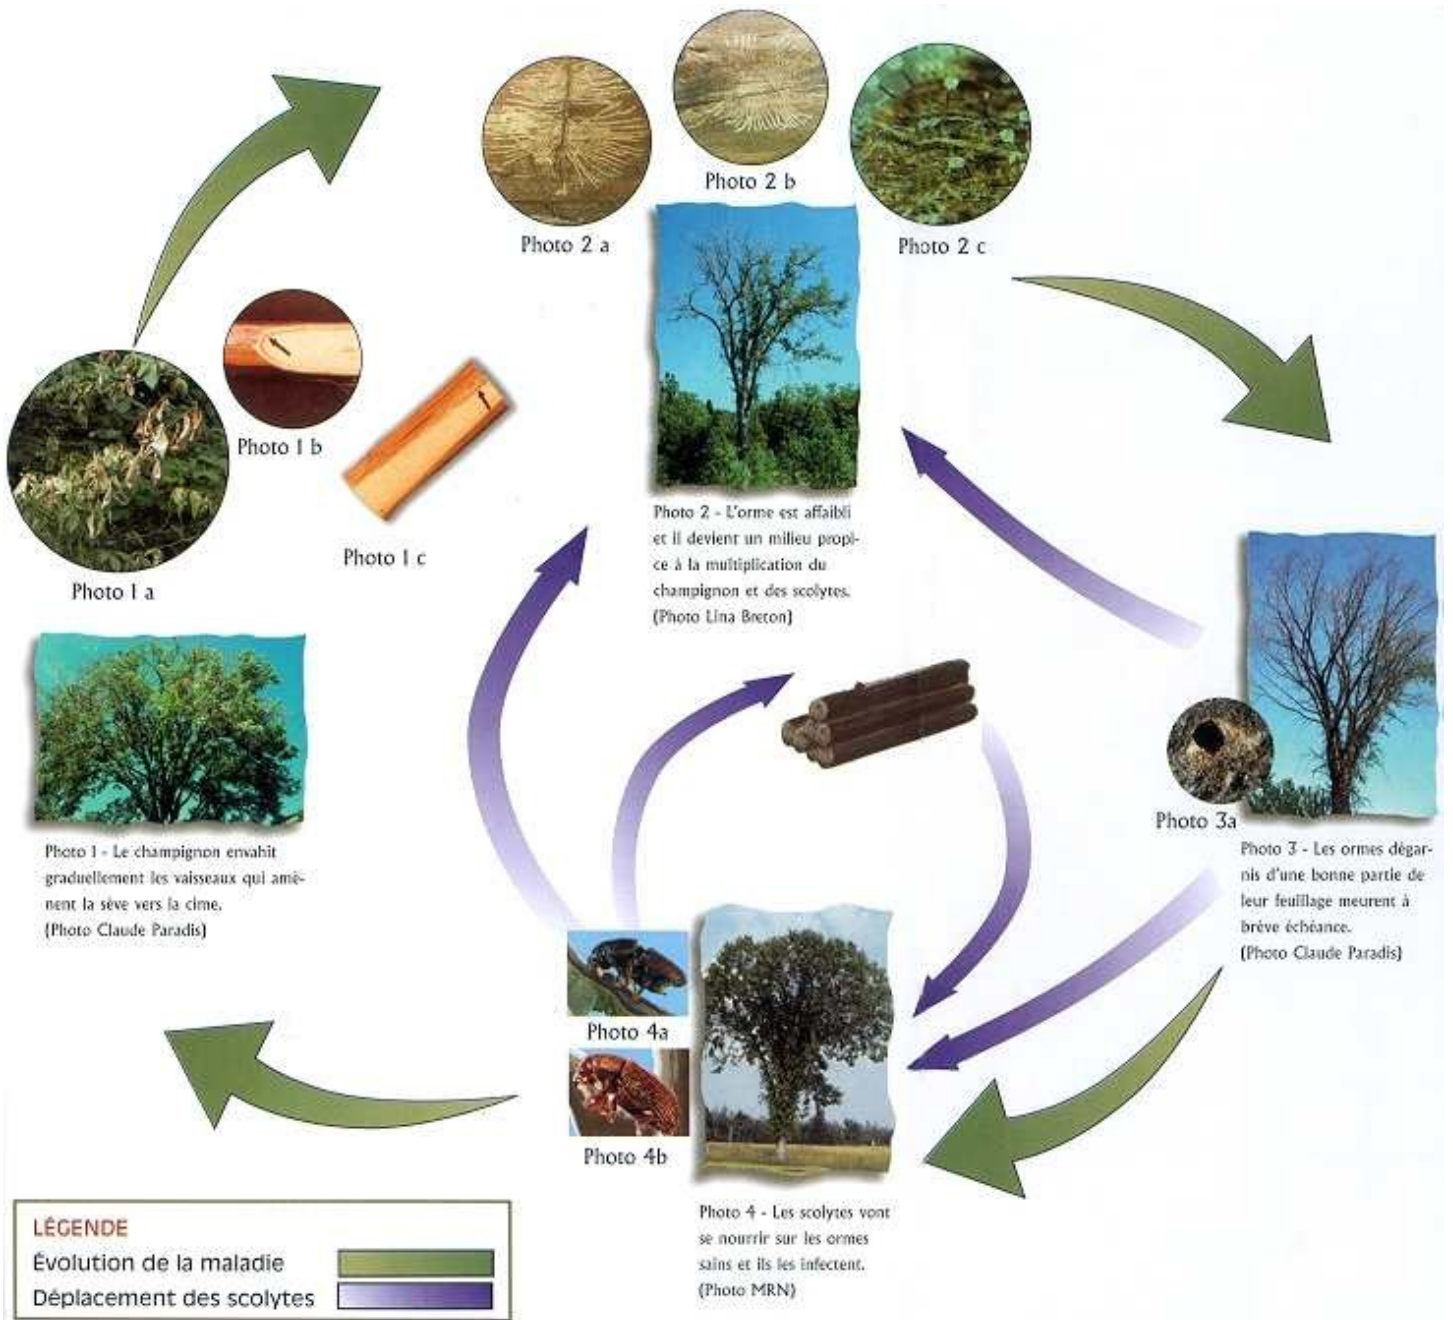 Photo 2 a
Photo 2 b
Photo 2 c
Photo 1 a
Photo 1 b
Photo 1 c
Photo 2 - L'orme est affaibli
et il devient un milieu propi-
ce à la multiplication du
champignon et des scolytes.
(Photo Lina Breton)
Photo 1 - Le champignon envahit
graduellement les vaisseaux qui amè-
nent la sève vers la cime.
(Photo Claude Paradis)
Photo 3a
Photo 3 - Les ormes dégar-
nis d'une bonne partie de
leur feuillage meurent à
brève échéance.
(Photo Claude Paradis)
Photo 4a
Photo 4b
Photo 4 - Les scolytes vont
se nourrir sur les ormes
sains et ils les infectent.
(Photo MRN)
LÉGENDE
Évolution de la maladie
Déplacement des scolytes